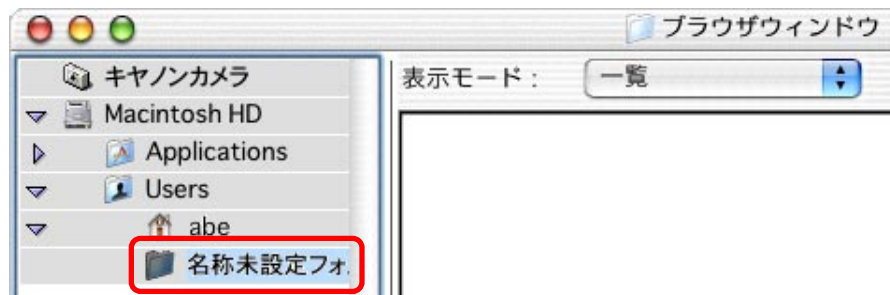 ブラウザウィンドウ
キヤノンカメラ
Macintosh HD
Applications
Users
abe
名称未設定フォ
表示モード： 一覧